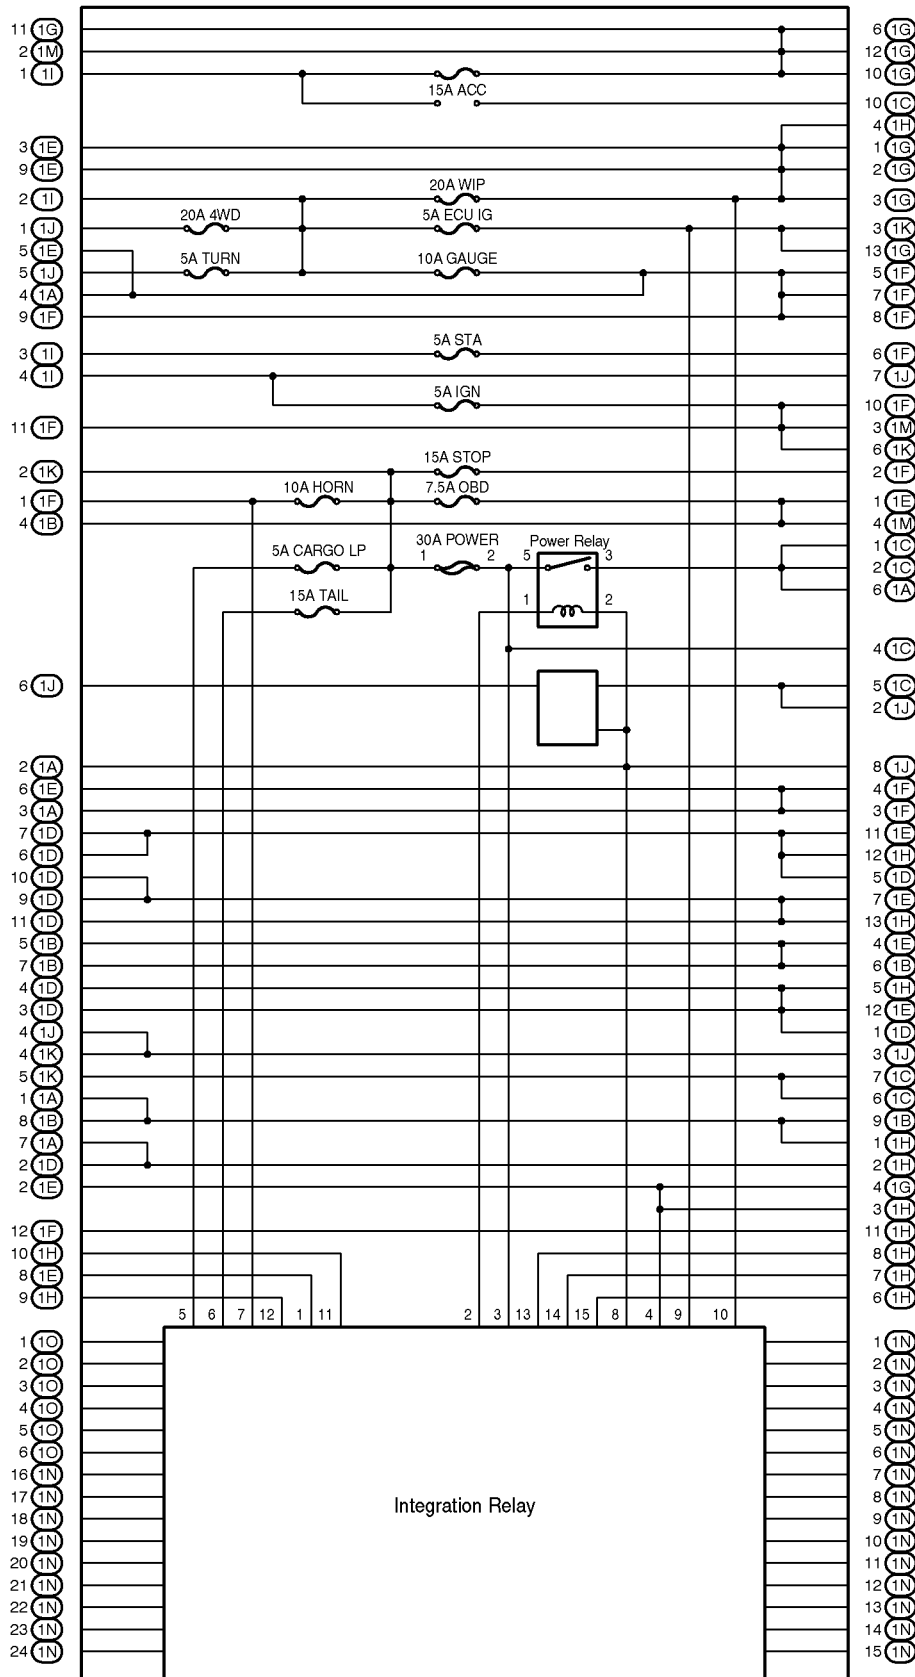 11 1G 6 1G
2 1M 12 1G
1 1I 10 1G
15A ACC
10 1C
4 1H
3 1E 1 1G
9 1E 2 1G
20A WIP
2 1I 3 1G
20A 4WD 5A ECU IG
1 1J 3 1K
5 1E 13 1G
5A TURN 10A GAUGE
5 1J 5 1F
4 1A 7 1F
9 1F 8 1F
5A STA
3 1I 6 1F
4 1I 7 1J
5A IGN
10 1F
11 1F 3 1M
6 1K
15A STOP
2 1K 2 1F
10A HORN 7.5A OBD
1 1F 1 1E
4 1B 4 1M
30A POWER Power Relay
1 1C
5A CARGO LP 1 2 5 3
2 1C
15A TAIL 6 1A
1 2
4 1C
6 1J 5 1C
2 1J
2 1A 8 1J
6 1E 4 1F
3 1A 3 1F
7 1D 11 1E
6 1D 12 1H
10 1D 5 1D
9 1D 7 1E
11 1D 13 1H
5 1B 4 1E
7 1B 6 1B
4 1D 5 1H
3 1D 12 1E
4 1J 1 1D
4 1K 3 1J
5 1K 7 1C
1 1A 6 1C
8 1B 9 1B
7 1A 1 1H
2 1D 2 1H
2 1E 4 1G
3 1H
12 1F 11 1H
10 1H 8 1H
8 1E 7 1H
9 1H 6 1H
5 6 7 12 1 11 2 3 13 14 15 8 4 9 10
1 1O 1 1N
2 1O 2 1N
3 1O 3 1N
4 1O 4 1N
5 1O 5 1N
6 1O 6 1N
16 1N 7 1N
17 1N 8 1N
Integration Relay
18 1N 9 1N
19 1N 10 1N
20 1N 11 1N
21 1N 12 1N
22 1N 13 1N
23 1N 14 1N
24 1N 15 1N